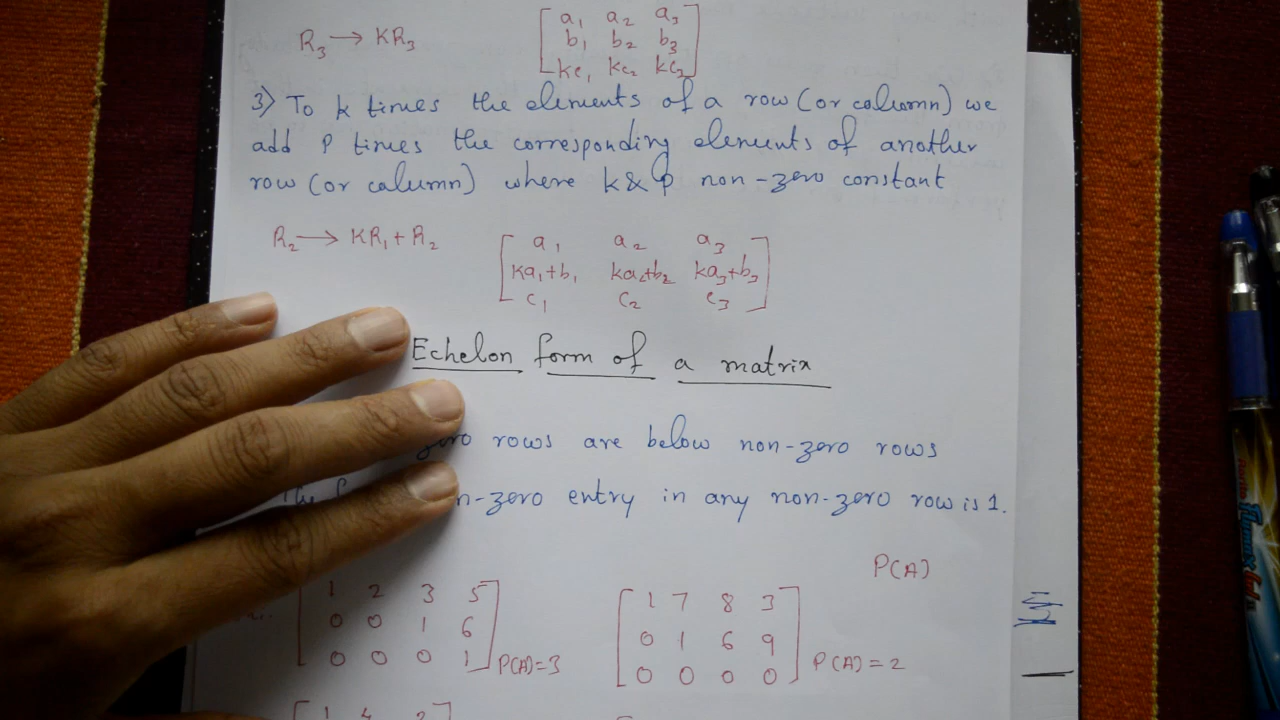 R₃ → KR₃
[a₁ a₂ a₃
b₁ b₂ b₃
kc₁ kc₂ kc₃]
3) To k times the elements of a row (or column) we
add P times the corresponding elements of another
row (or column) where k & p non-zero constant
R₂ → KR₁ + R₂
[a₁ a₂ a₃
ka₁+b₁ ka₂+b₂ ka₃+b₃
c₁ c₂ c₃]
Echelon form of a matrix
rows are below non-zero rows
n-zero entry in any non-zero row is 1.
P(A)
[1 2 3 5
0 0 1 6
0 0 0 1] P(A)=3
[1 7 8 3
0 1 6 9
0 0 0 0] P(A) = 2
[1 4 2]